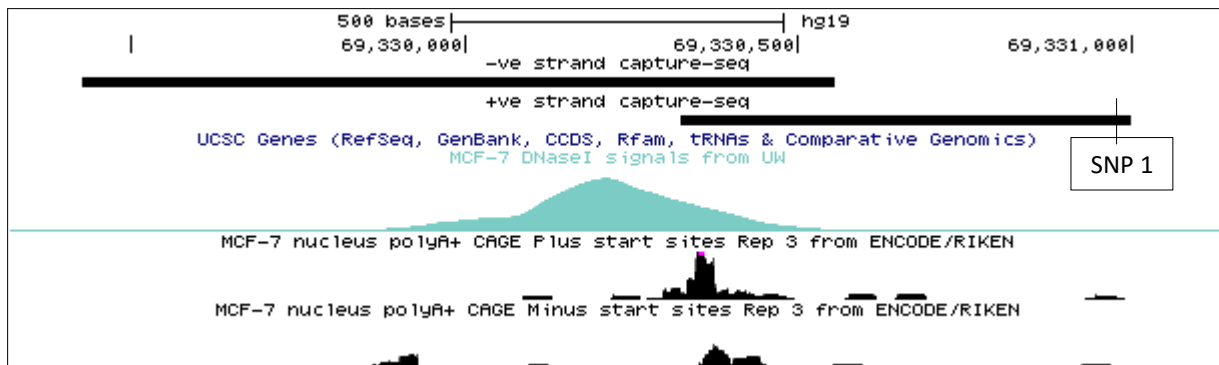 500 bases hg19
69,330,000| 69,330,500| 69,331,000|
-ve strand capture-seq
+ve strand capture-seq
UCSC Genes (RefSeq, GenBank, CCDS, Rfam, tRNAs & Comparative Genomics)
MCF-7 DNaseI signals from UW
SNP 1
MCF-7 nucleus polyA+ CAGE Plus start sites Rep 3 from ENCODE/RIKEN
MCF-7 nucleus polyA+ CAGE Minus start sites Rep 3 from ENCODE/RIKEN